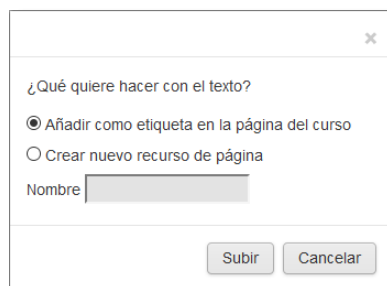 ×
¿Qué quiere hacer con el texto?
Añadir como etiqueta en la página del curso
Crear nuevo recurso de página
Nombre
Subir Cancelar